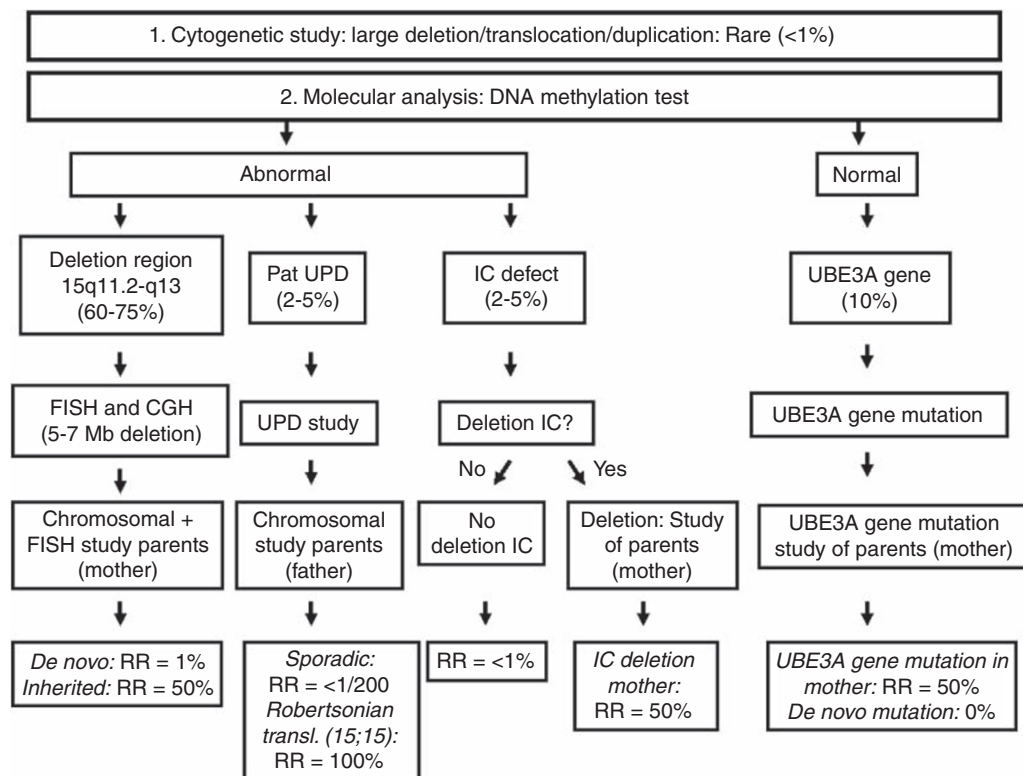 1. Cytogenetic study: large deletion/translocation/duplication: Rare (<1%)
2. Molecular analysis: DNA methylation test
Abnormal
Normal
Deletion region
15q11.2-q13
(60-75%)
Pat UPD
(2-5%)
IC defect
(2-5%)
UBE3A gene
(10%)
FISH and CGH
(5-7 Mb deletion)
UPD study
Deletion IC?
UBE3A gene mutation
No
Yes
Chromosomal +
FISH study parents
(mother)
Chromosomal
study parents
(father)
No
deletion IC
Deletion: Study
of parents
(mother)
UBE3A gene mutation
study of parents (mother)
De novo: RR = 1%
Inherited: RR = 50%
Sporadic:
RR = <1/200
Robertsonian
transl. (15;15):
RR = 100%
RR = <1%
IC deletion
mother:
RR = 50%
UBE3A gene mutation in
mother: RR = 50%
De novo mutation: 0%